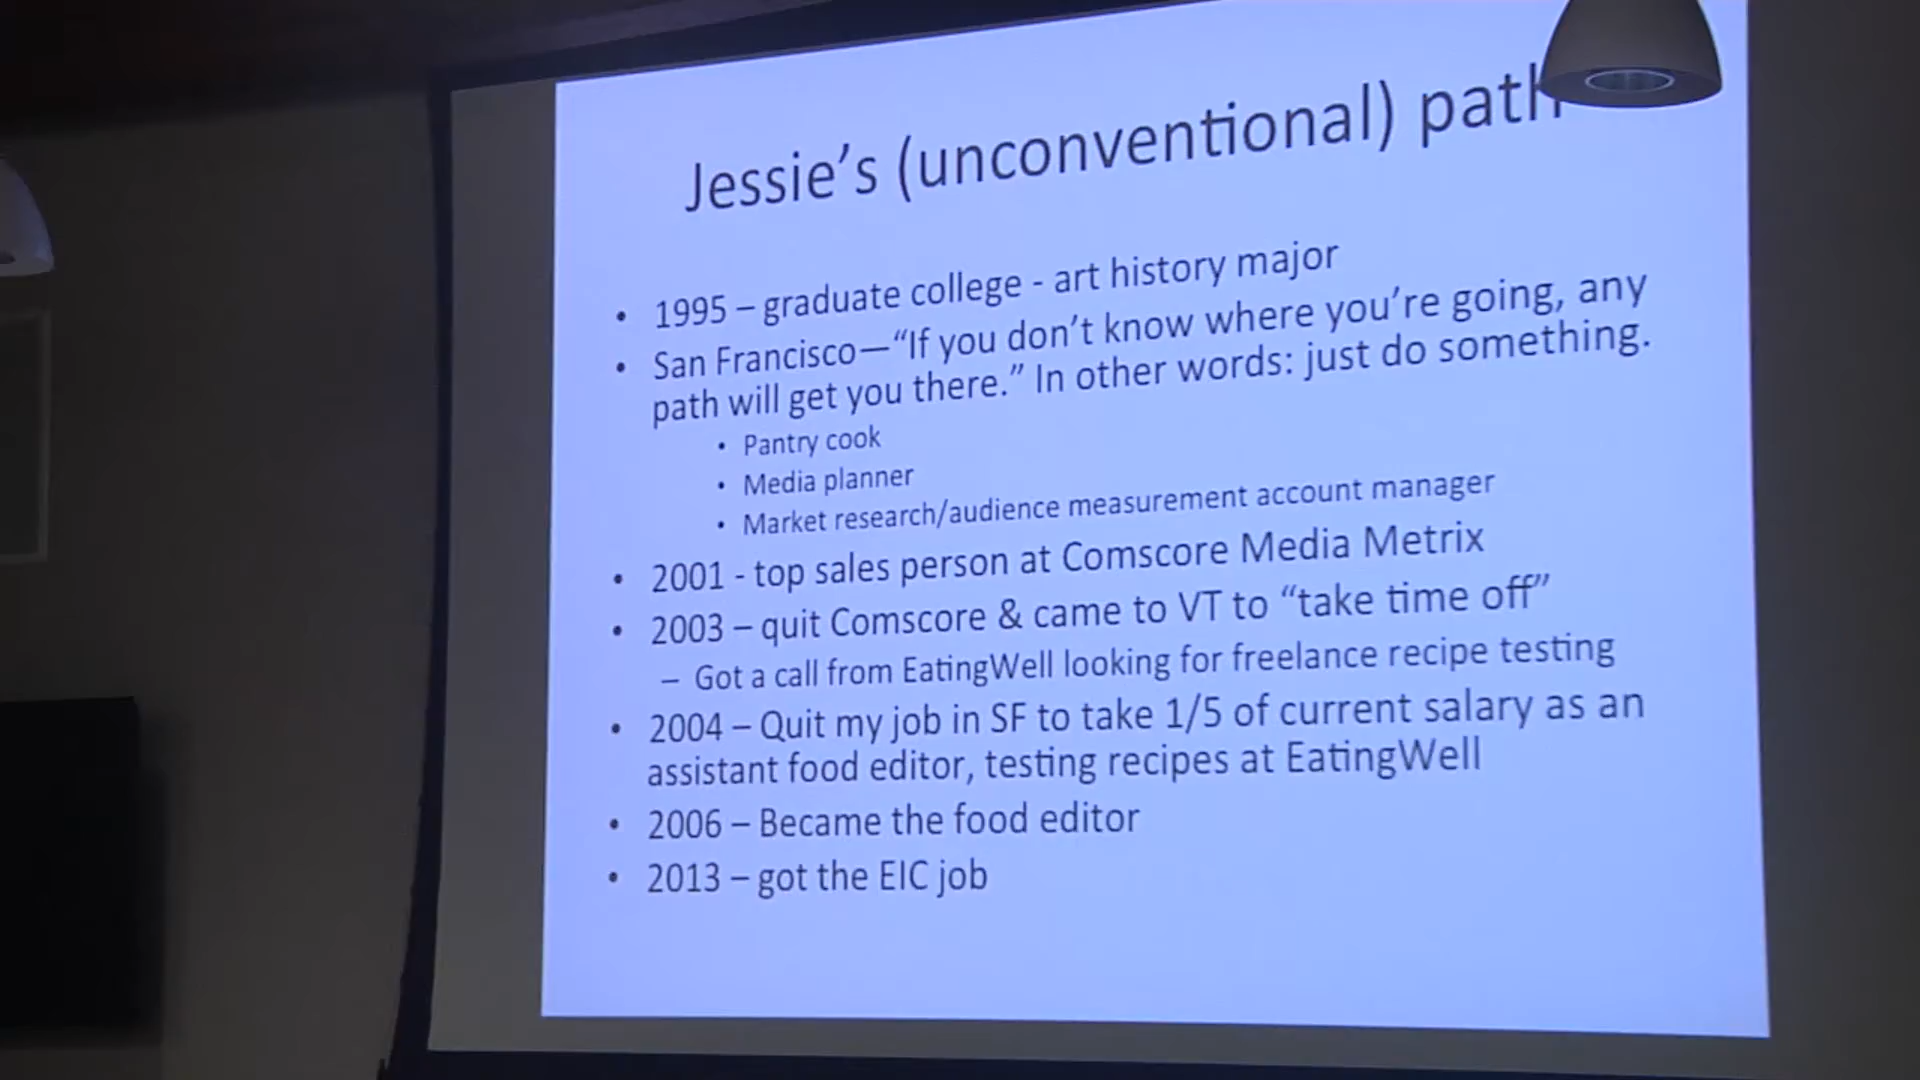 Jessie's (unconventional) path
• 1995 – graduate college - art history major
• San Francisco—“If you don't know where you're going, any
path will get you there.” In other words: just do something.
• Pantry cook
• Media planner
• Market research/audience measurement account manager
• 2001 - top sales person at Comscore Media Metrix
• 2003 – quit Comscore & came to VT to “take time off”
– Got a call from EatingWell looking for freelance recipe testing
• 2004 – Quit my job in SF to take 1/5 of current salary as an
assistant food editor, testing recipes at EatingWell
• 2006 – Became the food editor
• 2013 – got the EIC job